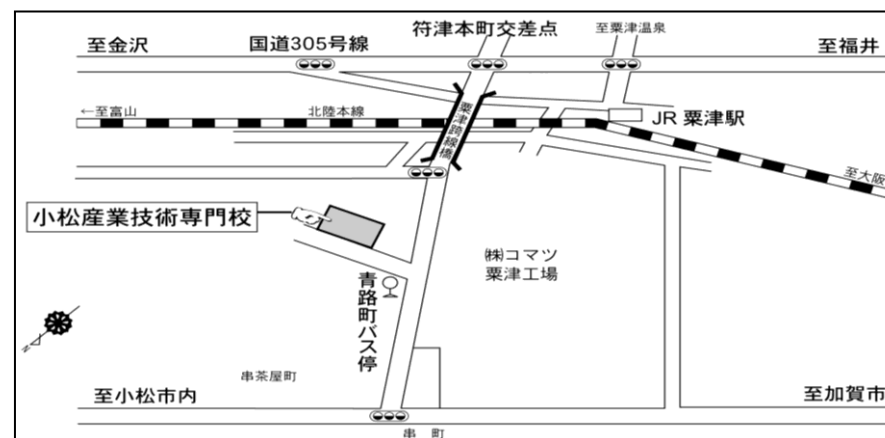 符津本町交差点
至粟津温泉
至金沢
国道305号線
至福井
←至富山
北陸本線
粟津跨線橋
JR 粟津駅
至大阪
小松産業技術専門校
㈱コマツ
粟津工場
青路町バス停
N
串茶屋町
至小松市内
至加賀市
串 町